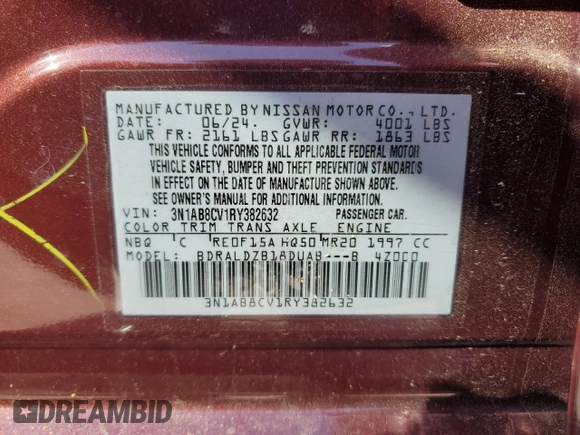 MANUFACTURED BY NISSAN MOTOR CO., LTD.
DATE: 06/24. GVWR: 4001 LBS
GAWR FR: 2161 LBS GAWR RR: 1863 LBS
THIS VEHICLE CONFORMS TO ALL APPLICABLE FEDERAL MOTOR
VEHICLE SAFETY, BUMPER AND THEFT PREVENTION STANDARDS
IN EFFECT ON THE DATE OF MANUFACTURE SHOWN ABOVE.
SEE OWNER'S MANUAL FOR ADDITIONAL INFORMATION.
VIN: 3N1AB8CV1RY382632 PASSENGER CAR.
COLOR TRIM TRANS AXLE ENGINE
NBQ C RE0F15A HQ50 MR20 1997 CC
MODEL: BDRALDZB18DUAB---B 4Z0C0
3N1AB8CV1RY382632
DREAMBID